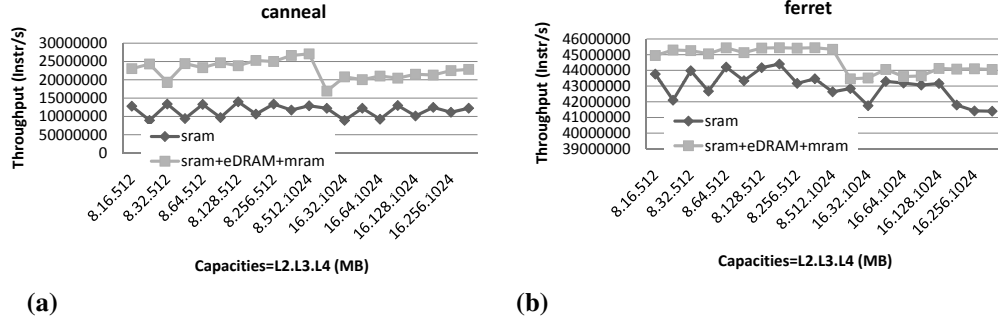 canneal
Throughput (Instr/s)
30000000
25000000
20000000
15000000
10000000
5000000
0
sram
sram+eDRAM+mram
8.16.512
8.32.512
8.64.512
8.128.512
8.256.512
8.512.1024
16.32.1024
16.64.1024
16.128.1024
16.256.1024
Capacities=L2.L3.L4 (MB)
(a)
ferret
Throughput (Instr/s)
46000000
45000000
44000000
43000000
42000000
41000000
40000000
39000000
sram
sram+eDRAM+mram
8.16.512
8.32.512
8.64.512
8.128.512
8.256.512
8.512.1024
16.32.1024
16.64.1024
16.128.1024
16.256.1024
Capacities=L2.L3.L4 (MB)
(b)